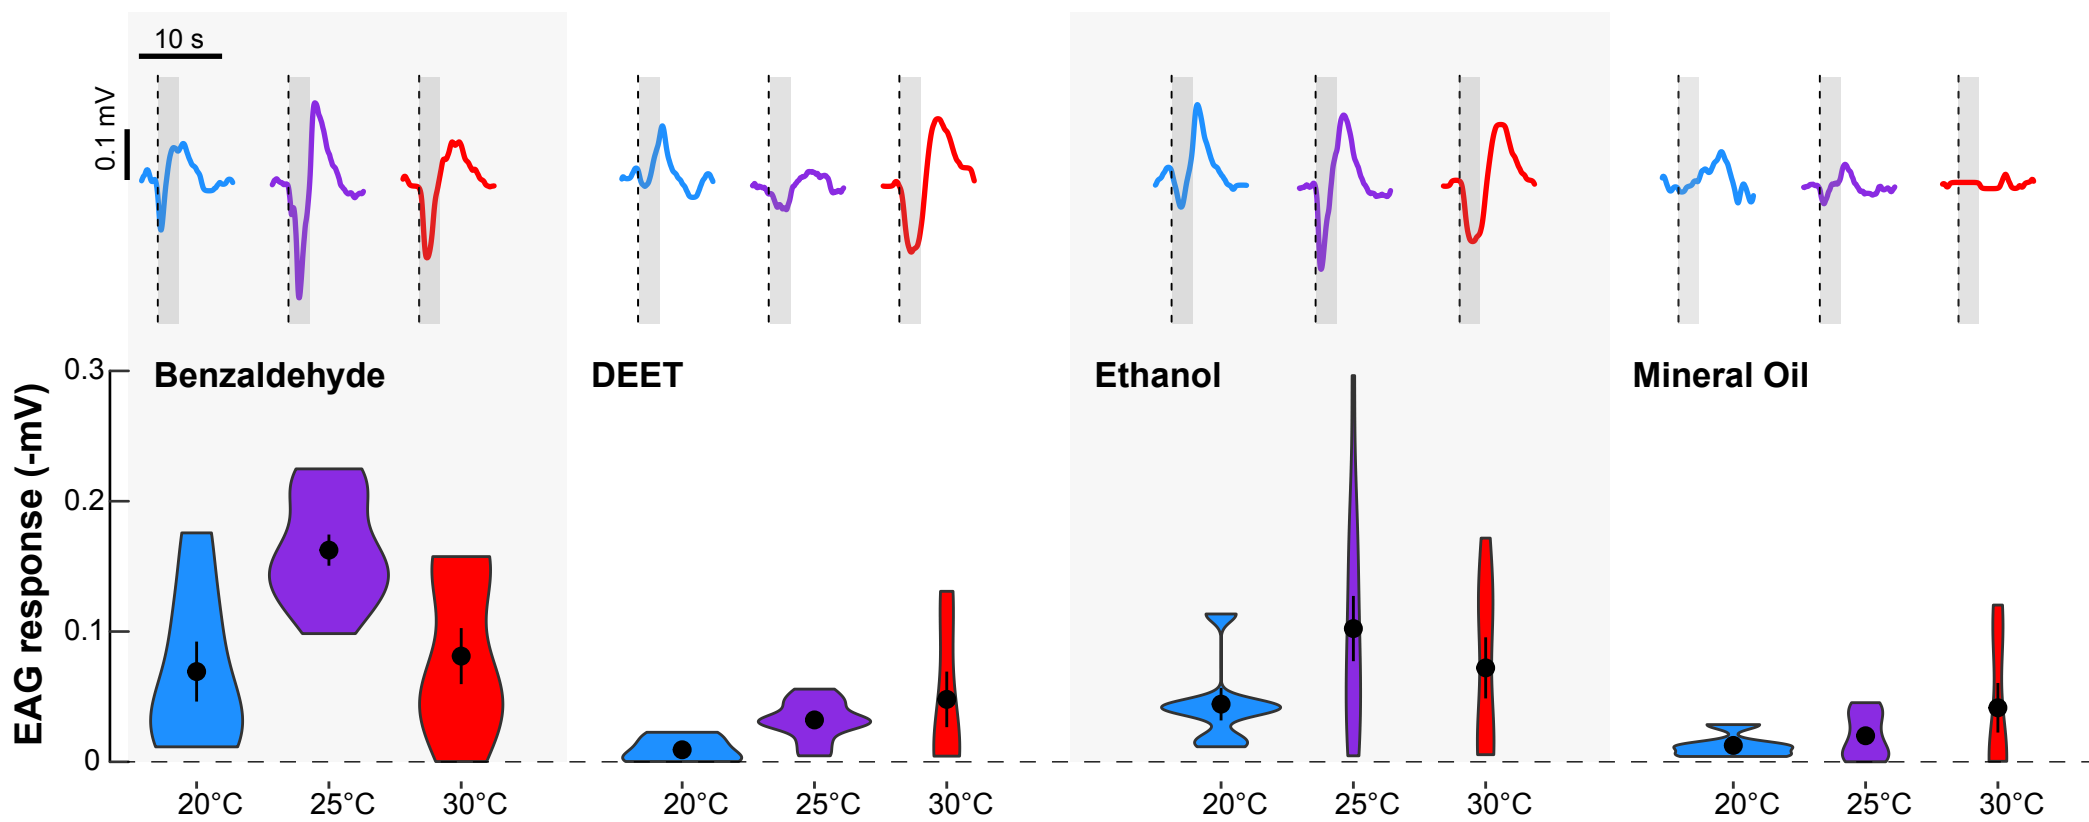 10 s
0.1 mV
Benzaldehyde
DEET
Ethanol
Mineral Oil
EAG response (-mV)
0.3
0.2
0.1
0
20°C 25°C 30°C 20°C 25°C 30°C 20°C 25°C 30°C 20°C 25°C 30°C